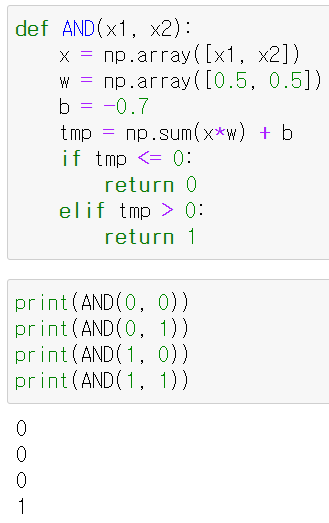 def AND(x1, x2):
    x = np.array([x1, x2])
    w = np.array([0.5, 0.5])
    b = -0.7
    tmp = np.sum(x*w) + b
    if tmp <= 0:
        return 0
    elif tmp > 0:
        return 1
print(AND(0, 0))
print(AND(0, 1))
print(AND(1, 0))
print(AND(1, 1))
0
0
0
1